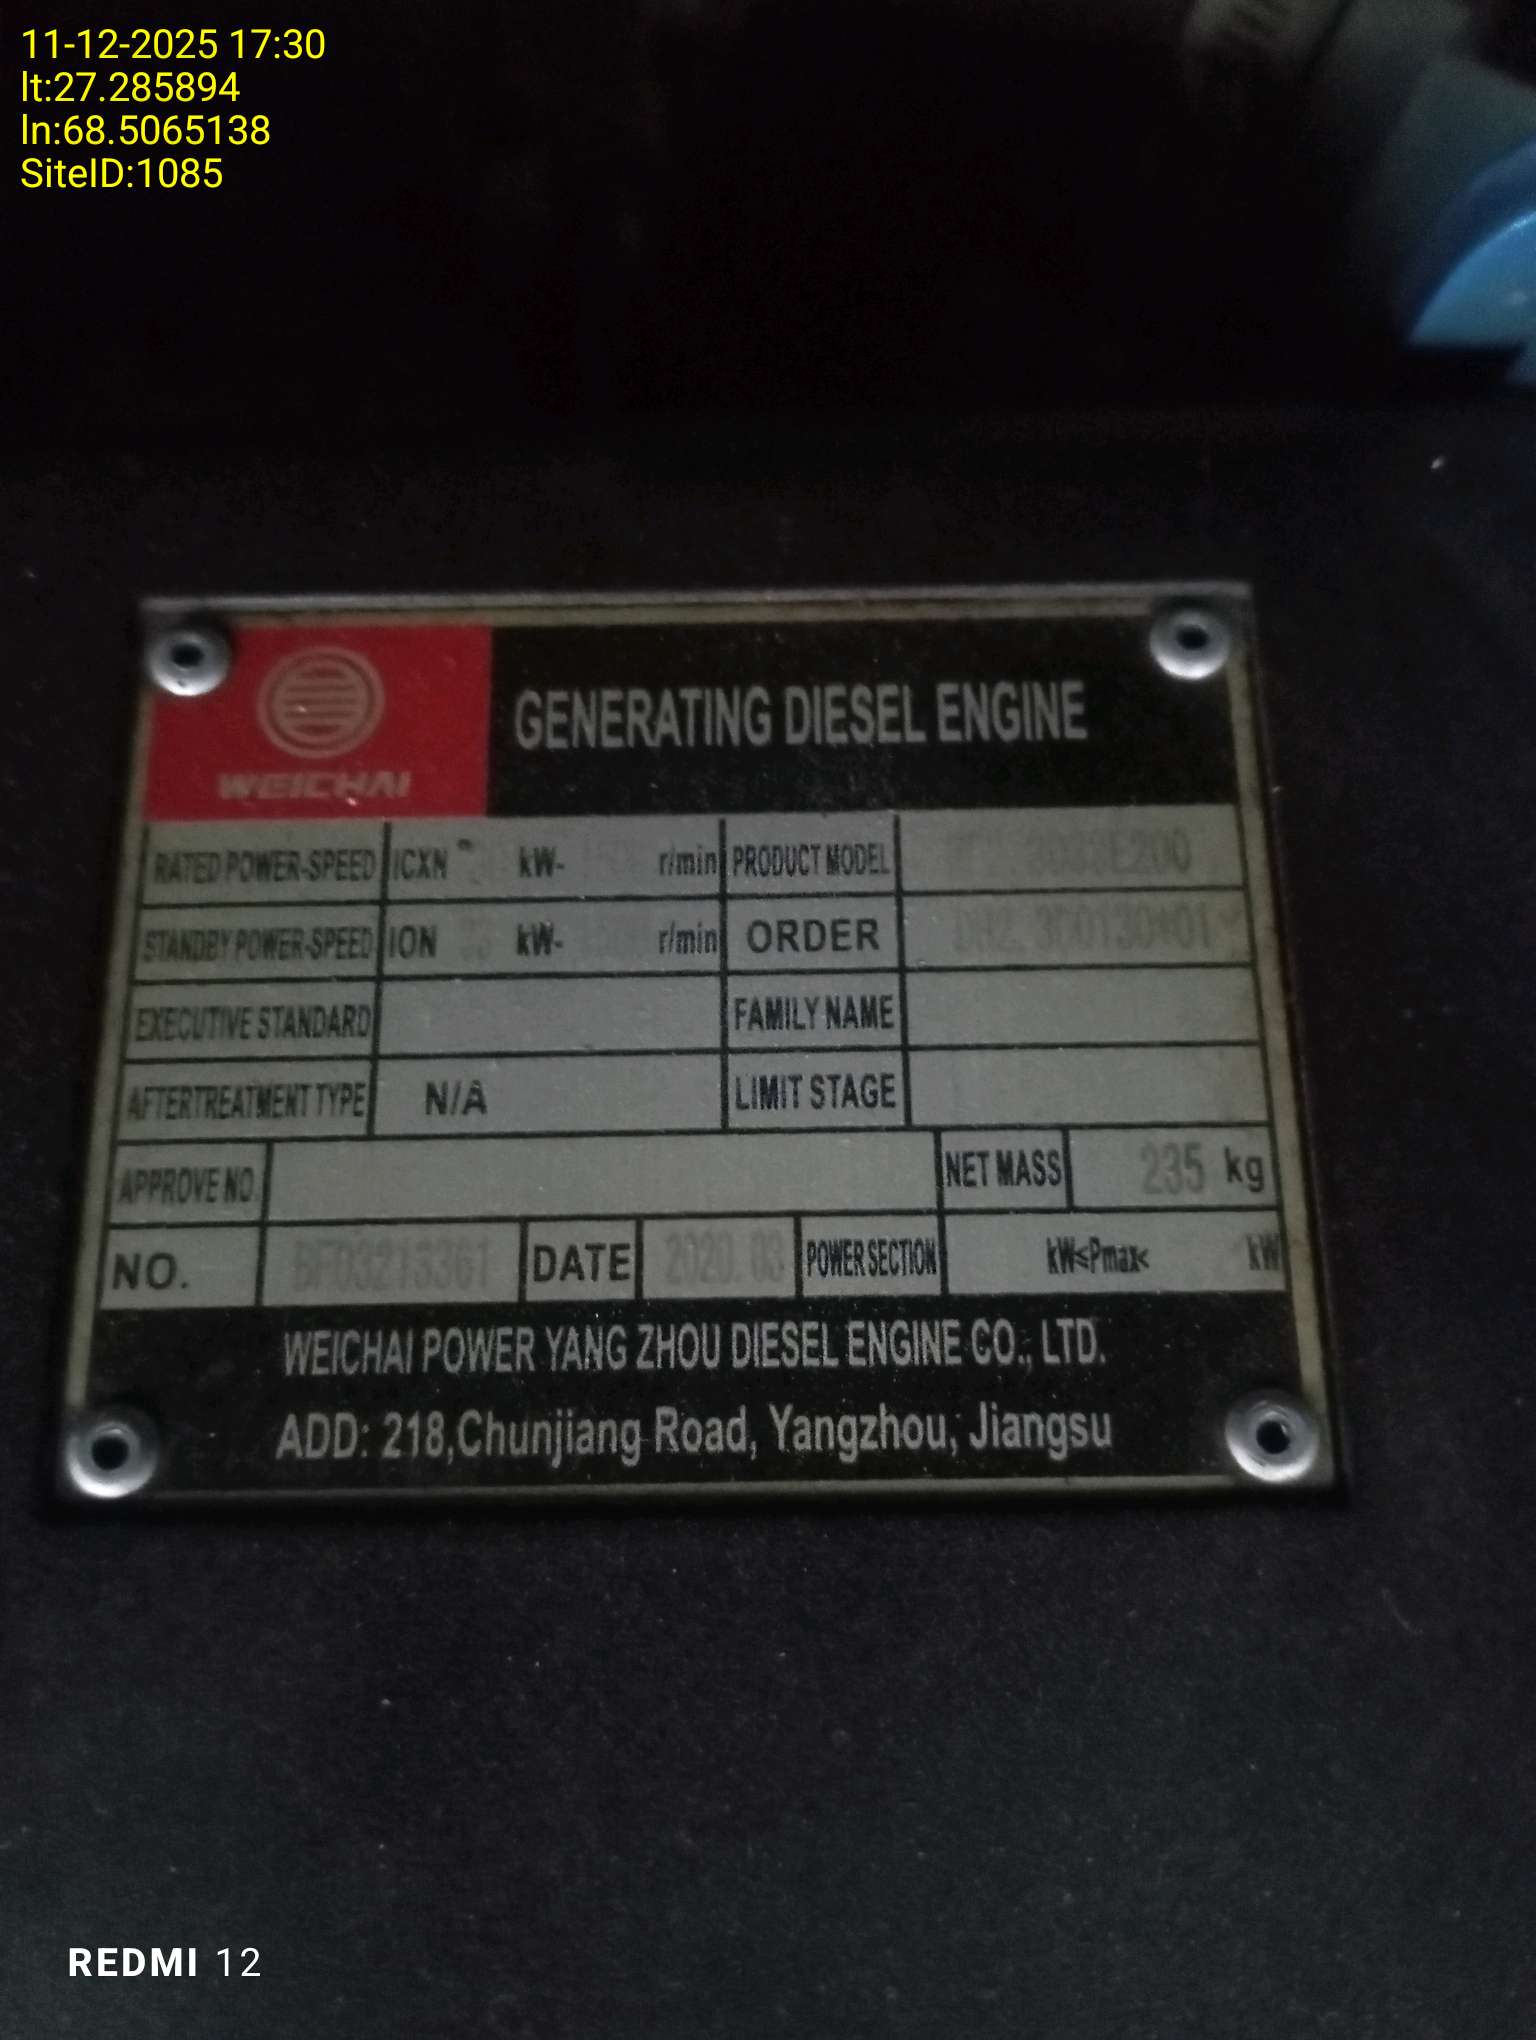 11-12-2025 17:30
lt:27.285894
ln:68.5065138
SiteID:1085
WEICHAI
GENERATING DIESEL ENGINE
RATED POWER-SPEED ICXN kW- r/min PRODUCT MODEL
STANDBY POWER-SPEED ION kW- r/min ORDER
EXECUTIVE STANDARD FAMILY NAME
AFTERTREATMENT TYPE N/A LIMIT STAGE
APPROVE NO. NET MASS 235 kg
NO. DATE 2020.03 POWER SECTION kW≤Pmax< kW
WEICHAI POWER YANG ZHOU DIESEL ENGINE CO., LTD.
ADD: 218,Chunjiang Road, Yangzhou, Jiangsu
REDMI 12